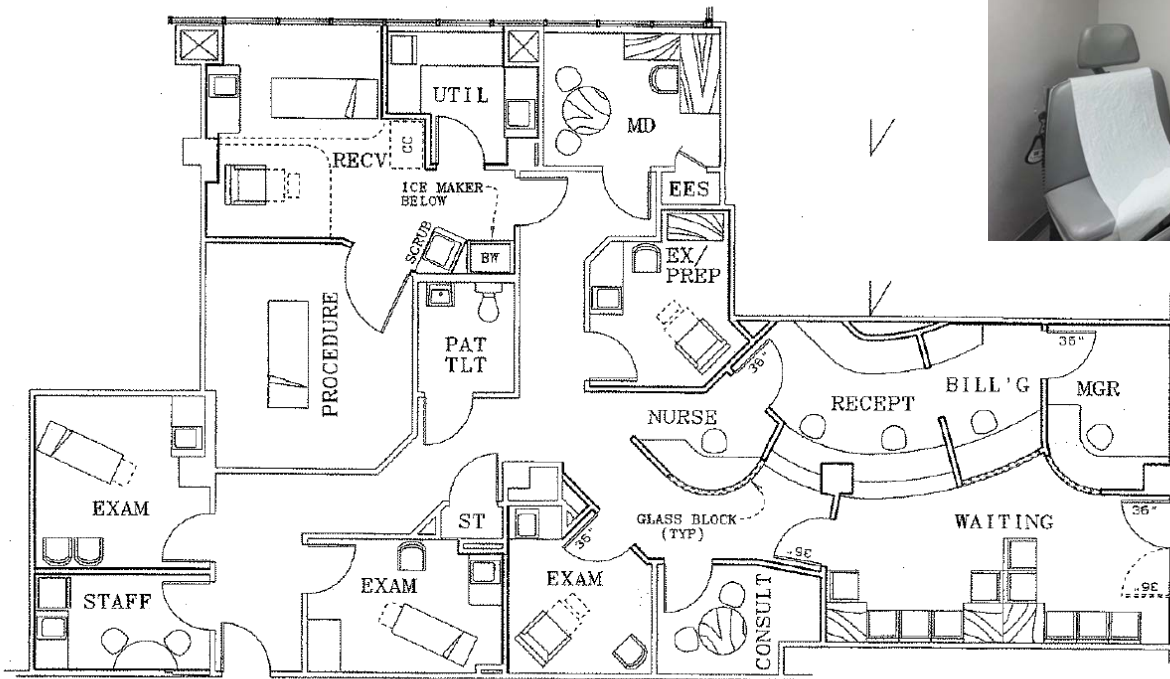 UTIL
MD
CC
RECV
EES
ICE MAKER
BELOW
SCRUB
BW
EX/
PREP
PROCEDURE
PAT
TLT
36"
35"
BILL'G
MGR
RECEPT
NURSE
EXAM
ST
GLASS BLOCK
(TYP)
WAITING
36"
36"
35"
36"
EXAM
EXAM
STAFF
CONSULT